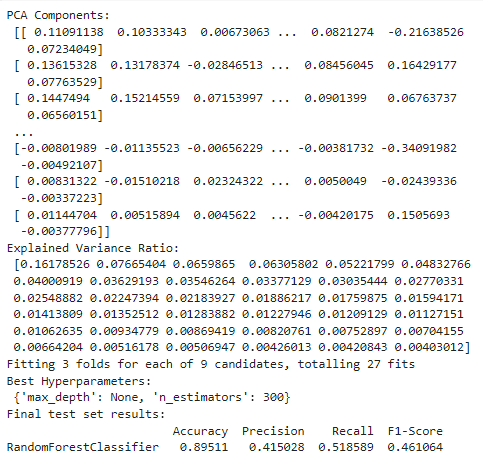 PCA Components:
[[ 0.11091138 0.10333343 0.00673063 ... 0.0821274 -0.21638526
0.07234049]
[ 0.13615328 0.13178374 -0.02846513 ... 0.08456045 0.16429177
0.07763529]
[ 0.1447494 0.15214559 0.07153997 ... 0.0901399 0.06763737
0.06560151]
...
[-0.00801989 -0.01135523 -0.00656229 ... -0.00381732 -0.34091982
-0.00492107]
[ 0.00831322 -0.01510218 0.02324322 ... 0.0050049 -0.02439336
-0.00337223]
[ 0.01144704 0.00515894 0.0045622 ... -0.00420175 0.1505693
-0.00377796]]
Explained Variance Ratio:
[0.16178526 0.07665404 0.0659865 0.06305802 0.05221799 0.04832766
0.04000919 0.03629193 0.03546264 0.03377129 0.03035444 0.02770331
0.02548882 0.02247394 0.02183927 0.01886217 0.01759875 0.01594171
0.01413809 0.01352512 0.01283882 0.01227946 0.01209129 0.01127151
0.01062635 0.00934779 0.00869419 0.00820761 0.00752897 0.00704155
0.00664204 0.00516178 0.00506947 0.00426013 0.00420843 0.00403012]
Fitting 3 folds for each of 9 candidates, totalling 27 fits
Best Hyperparameters:
{'max_depth': None, 'n_estimators': 300}
Final test set results:
Accuracy Precision Recall F1-Score
RandomForestClassifier 0.89511 0.415028 0.518589 0.461064